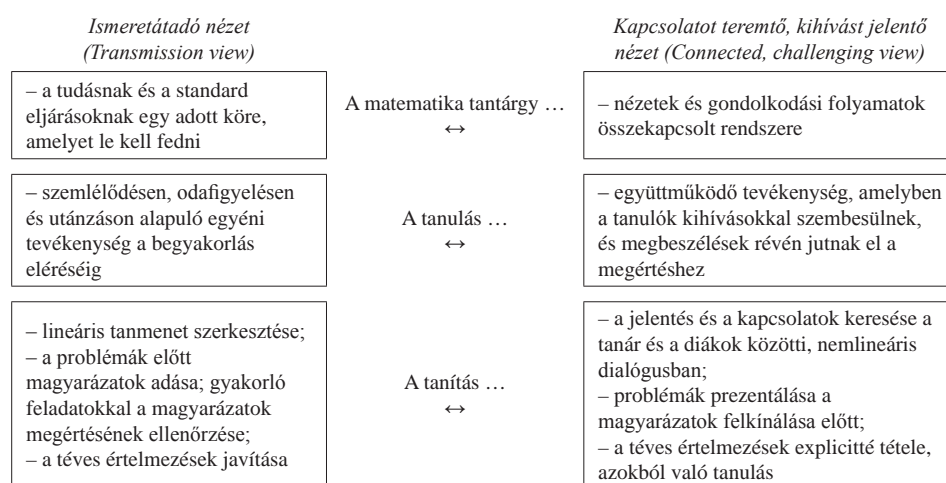 Ismeretátadó nézet
(Transmission view)
Kapcsolatot teremtő, kihívást jelentő
nézet (Connected, challenging view)
– a tudásnak és a standard
eljárásoknak egy adott köre,
amelyet le kell fedni
A matematika tantárgy …
↔
– nézetek és gondolkodási folyamatok
összekapcsolt rendszere
– szemlélődésen, odafigyelésen
és utánzáson alapuló egyéni
tevékenység a begyakorlás
eléréséig
A tanulás …
↔
– együttműködő tevékenység, amelyben
a tanulók kihívásokkal szembesülnek,
és megbeszélések révén jutnak el a
megértéshez
– lineáris tanmenet szerkesztése;
– a problémák előtt
magyarázatok adása; gyakorló
feladatokkal a magyarázatok
megértésének ellenőrzése;
– a téves értelmezések javítása
A tanítás …
↔
– a jelentés és a kapcsolatok keresése a
tanár és a diákok közötti, nemlineáris
dialógusban;
– problémák prezentálása a
magyarázatok felkínálása előtt;
– a téves értelmezések explicitté tétele,
azokból való tanulás